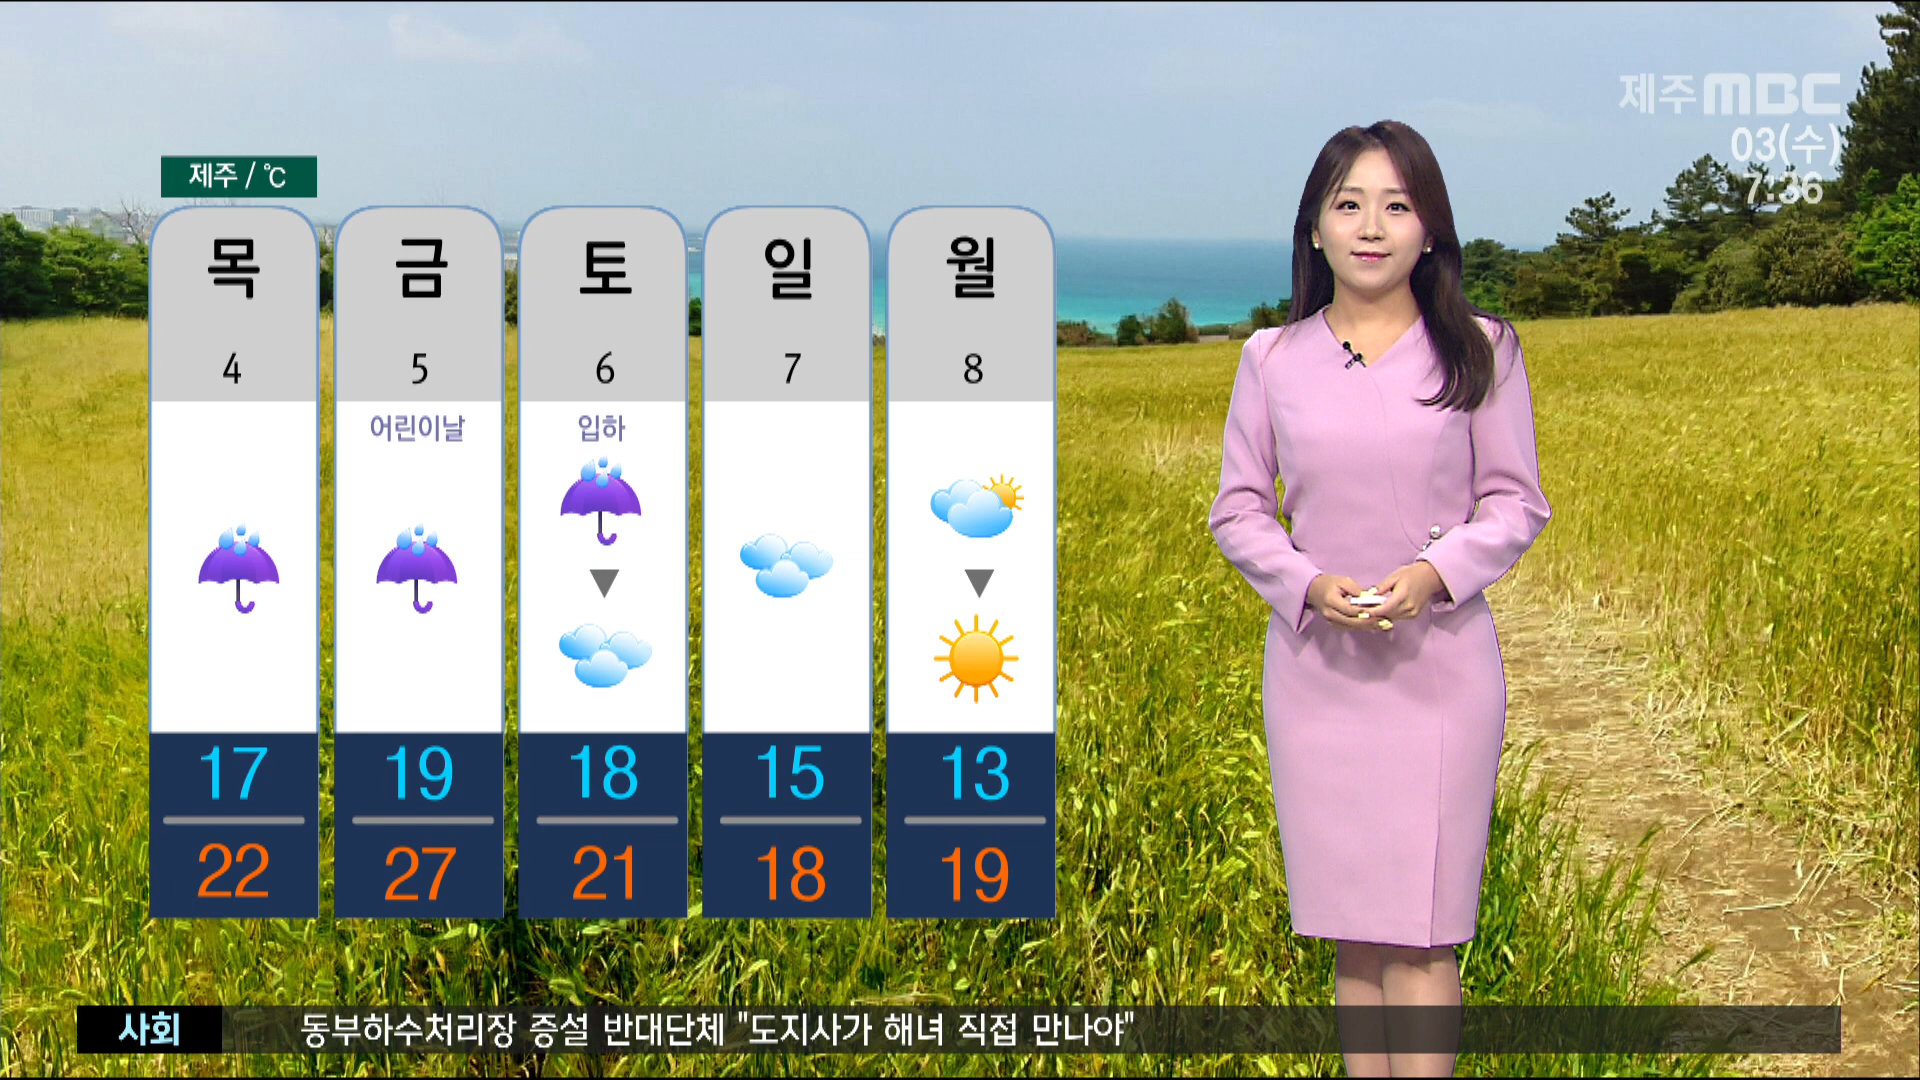 제주 MBC
03(수)
7:36
제주 / ℃
목 금 토 일 월
4 5 6 7 8
어린이날 입하
17 19 18 15 13
22 27 21 18 19
사회 동부하수처리장 증설 반대단체 "도지사가 해녀 직접 만나야"